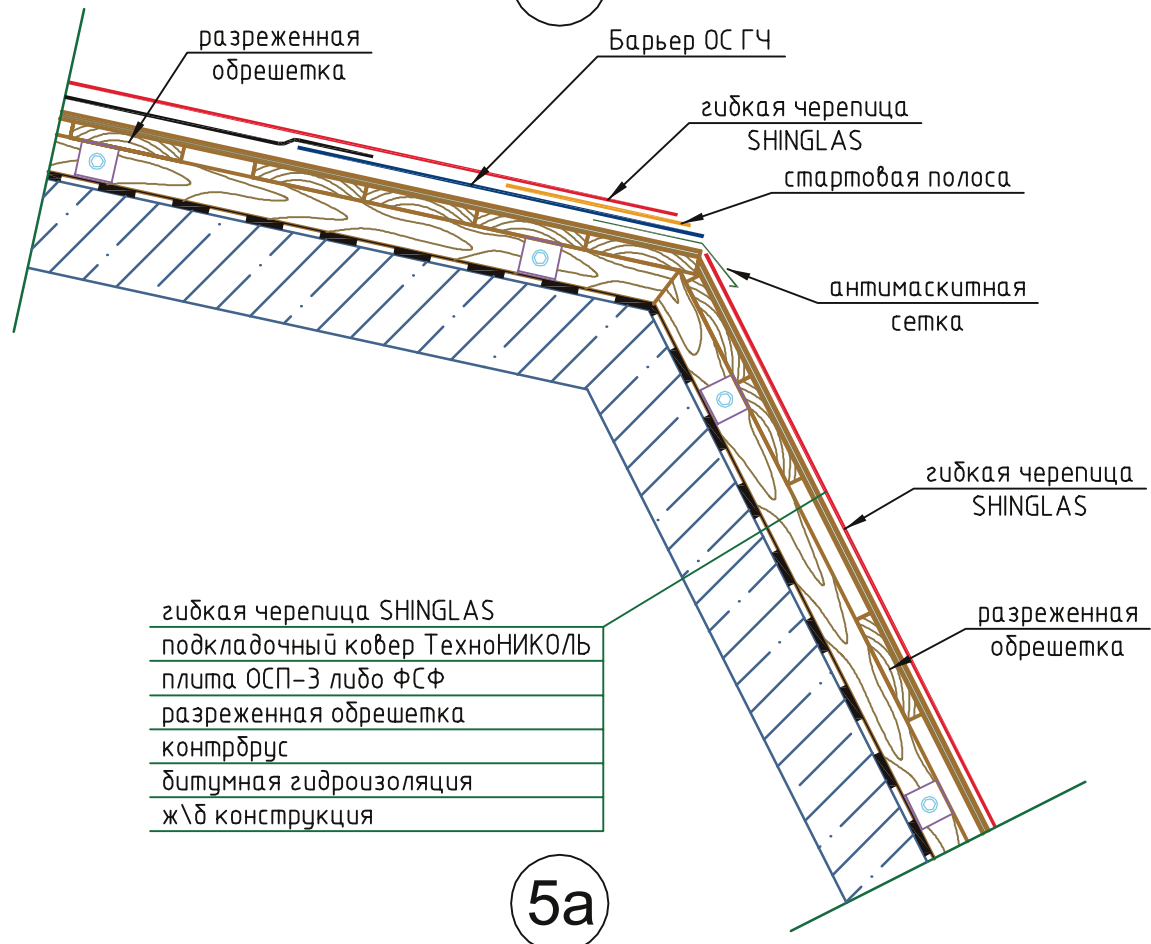 разреженная
обрешетка
Барьер ОС ГЧ
гибкая черепица
SHINGLAS
стартовая полоса
антимаскитная
сетка
гибкая черепица
SHINGLAS
разреженная
обрешетка
гибкая черепица SHINGLAS
подкладочный ковер ТехноНИКОЛЬ
плита ОСП-3 либо ФСФ
разреженная обрешетка
контрбрус
битумная гидроизоляция
ж\б конструкция
5а